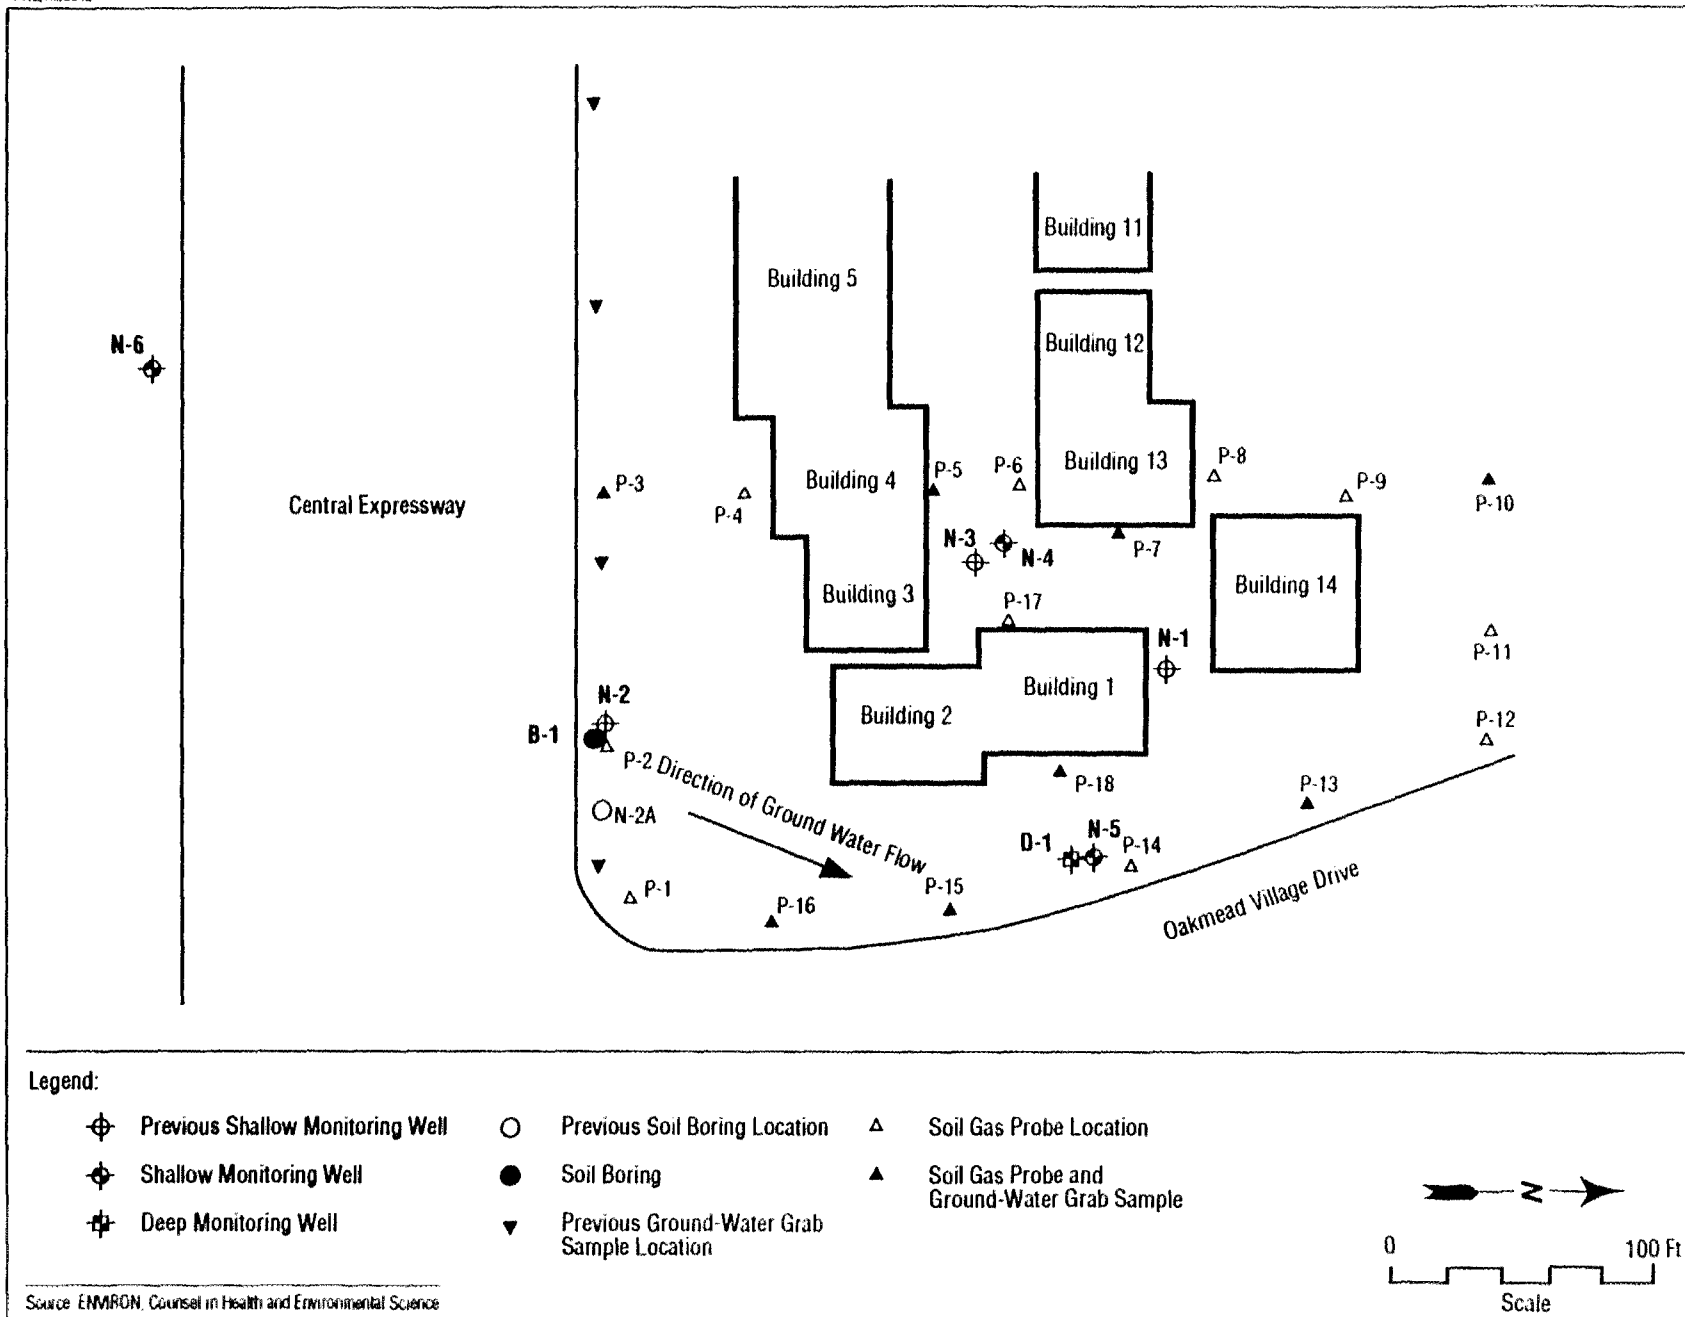 Building 11
Building 5
Building 12
N-6
Building 13
P-8
P-5
P-6
P-3
Building 4
P-9
P-4
Central Expressway
P-10
N-3
N-4
P-7
Building 14
Building 3
P-17
N-1
P-11
Building 1
N-2
Building 2
P-12
B-1
P-2
Direction of Ground Water Flow
P-18
P-13
N-2A
D-1
N-5
P-14
P-1
P-15
P-16
Oakmead Village Drive
Legend:
Previous Shallow Monitoring Well
Shallow Monitoring Well
Deep Monitoring Well
Previous Soil Boring Location
Soil Boring
Previous Ground-Water Grab
Sample Location
Soil Gas Probe Location
Soil Gas Probe and
Ground-Water Grab Sample
N
0
100 Ft
Scale
Source ENVIRON, Counsel in Health and Environmental Science